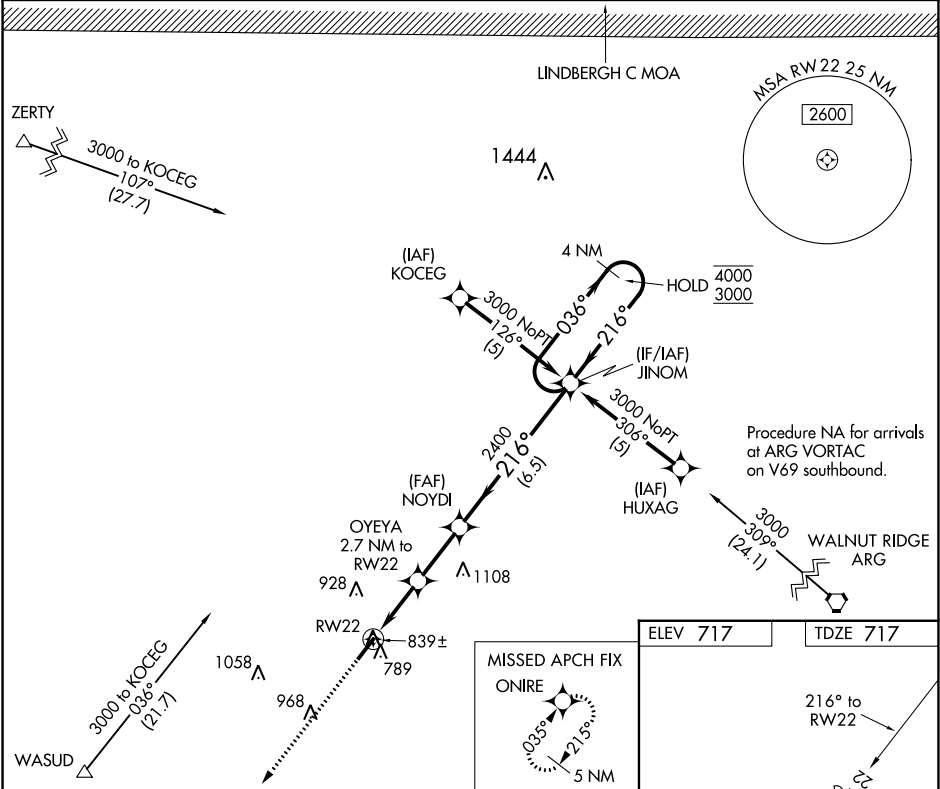 LINDBERGH C MOA
MSA RW22 25 NM
2600
ZERTY
3000 to KOCEG
107°
(27.7)
1444
(IAF)
KOCEG
3000 NoPT
126°
(5)
4 NM
HOLD
4000
3000
036°
216°
(IF/IAF)
JINOM
3000 NoPT
306°
(5)
(IAF)
HUXAG
Procedure NA for arrivals
at ARG VORTAC
on V69 southbound.
2400
216°
(6.5)
(FAF)
NOYDI
OYEYA
2.7 NM to
RW22
3000
309°
(24.1)
WALNUT RIDGE
ARG
928
1108
RW22
839±
789
1058
968
3000 to KOCEG
036°
(21.7)
WASUD
MISSED APCH FIX
ONIRE
035°
215°
5 NM
ELEV 717
TDZE 717
216° to
RW22
22